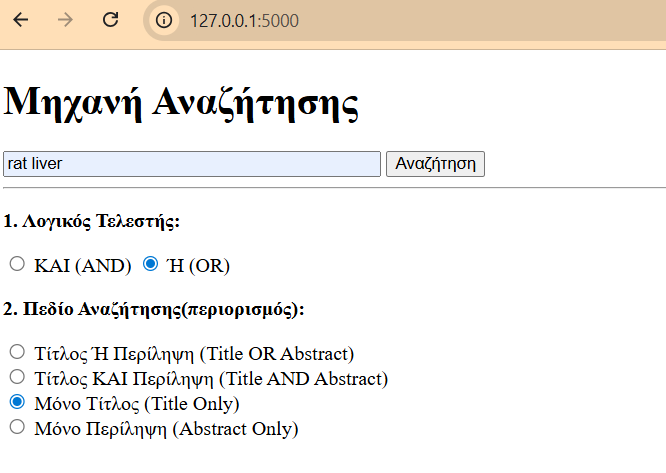 127.0.0.1:5000
Μηχανή Αναζήτησης
rat liver Αναζήτηση
1. Λογικός Τελεστής:
ΚΑΙ (AND) Ή (OR)
2. Πεδίο Αναζήτησης(περιορισμός):
Τίτλος Ή Περίληψη (Title OR Abstract)
Τίτλος ΚΑΙ Περίληψη (Title AND Abstract)
Μόνο Τίτλος (Title Only)
Μόνο Περίληψη (Abstract Only)